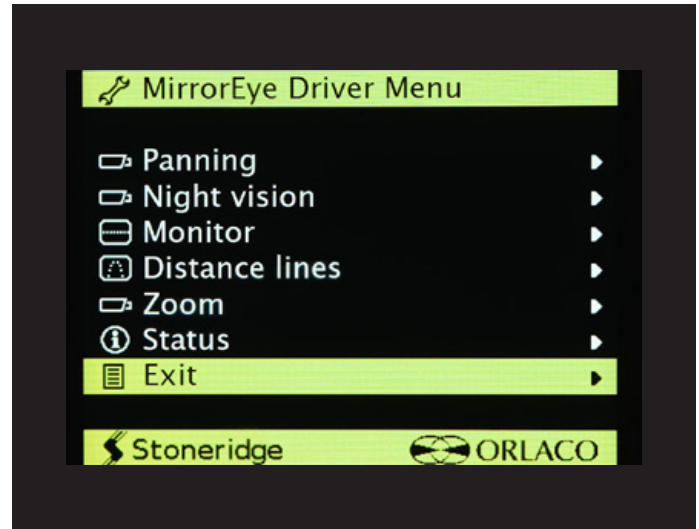 MirrorEye Driver Menu
Panning
Night vision
Monitor
Distance lines
Zoom
Status
Exit
Stoneridge ORLACO